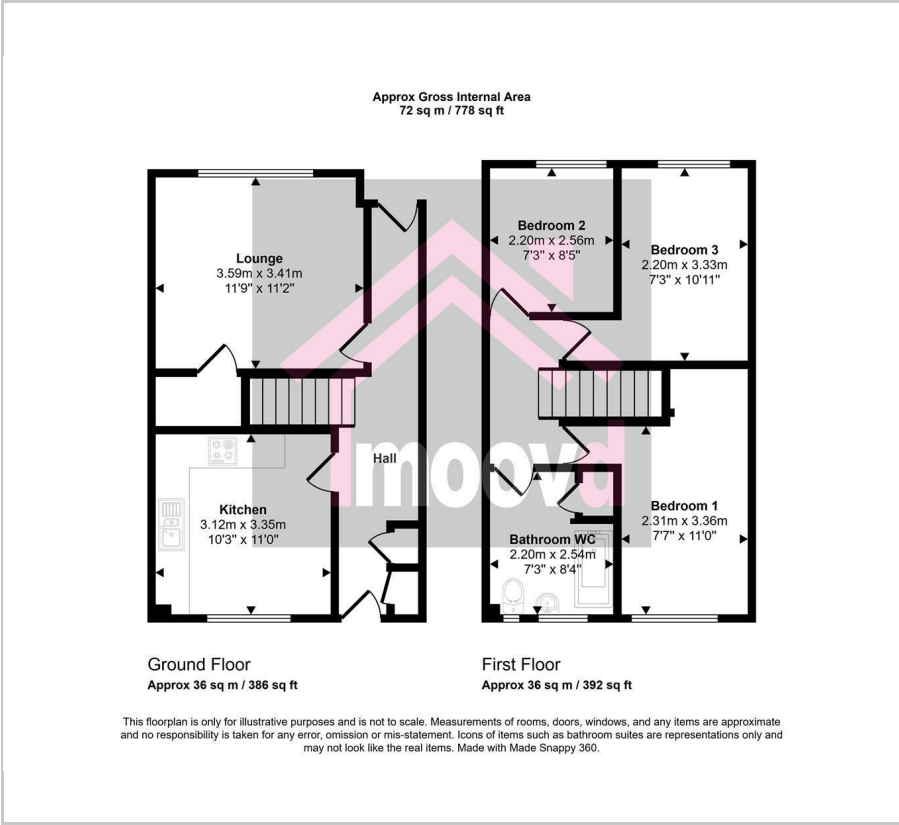 Approx Gross Internal Area
72 sq m / 778 sq ft
Lounge
3.59m x 3.41m
11'9" x 11'2"
Kitchen
3.12m x 3.35m
10'3" x 11'0"
Hall
Bedroom 2
2.20m x 2.56m
7'3" x 8'5"
Bedroom 3
2.20m x 3.33m
7'3" x 10'11"
Bedroom 1
2.31m x 3.36m
7'7" x 11'0"
Bathroom WC
2.20m x 2.54m
7'3" x 8'4"
imoovd
Ground Floor
Approx 36 sq m / 386 sq ft
First Floor
Approx 36 sq m / 392 sq ft
This floorplan is only for illustrative purposes and is not to scale. Measurements of rooms, doors, windows, and any items are approximate
and no responsibility is taken for any error, omission or mis-statement. Icons of items such as bathroom suites are representations only and
may not look like the real items. Made with Made Snappy 360.